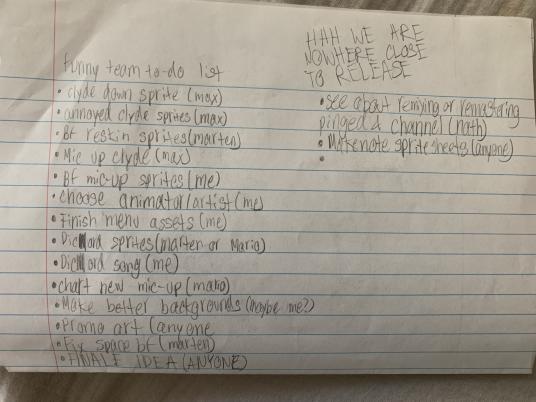 funny team to-do list
• clyde down sprite (max)
• annoyed clyde sprites (max)
• Bf reskin sprites (marten)
• Mic up clyde (max)
• Bf mic-up sprites (me)
• choose animator/artist (me
• Finish menu assets (me)
• sprites (marten or Mario)
• song (me)
• chart new mic-up (mario)
• Make better backgrounds (maybe me?)
• Promo art (anyone
• Fix space bf (marten)
• FINALE IDEA (ANYONE)
HAH WE ARE
NOWHERE CLOSE
TO RELEASE
• see about remixing or remastering
pinged & channel (nath)
• Make note spritesheets (anyone)
•